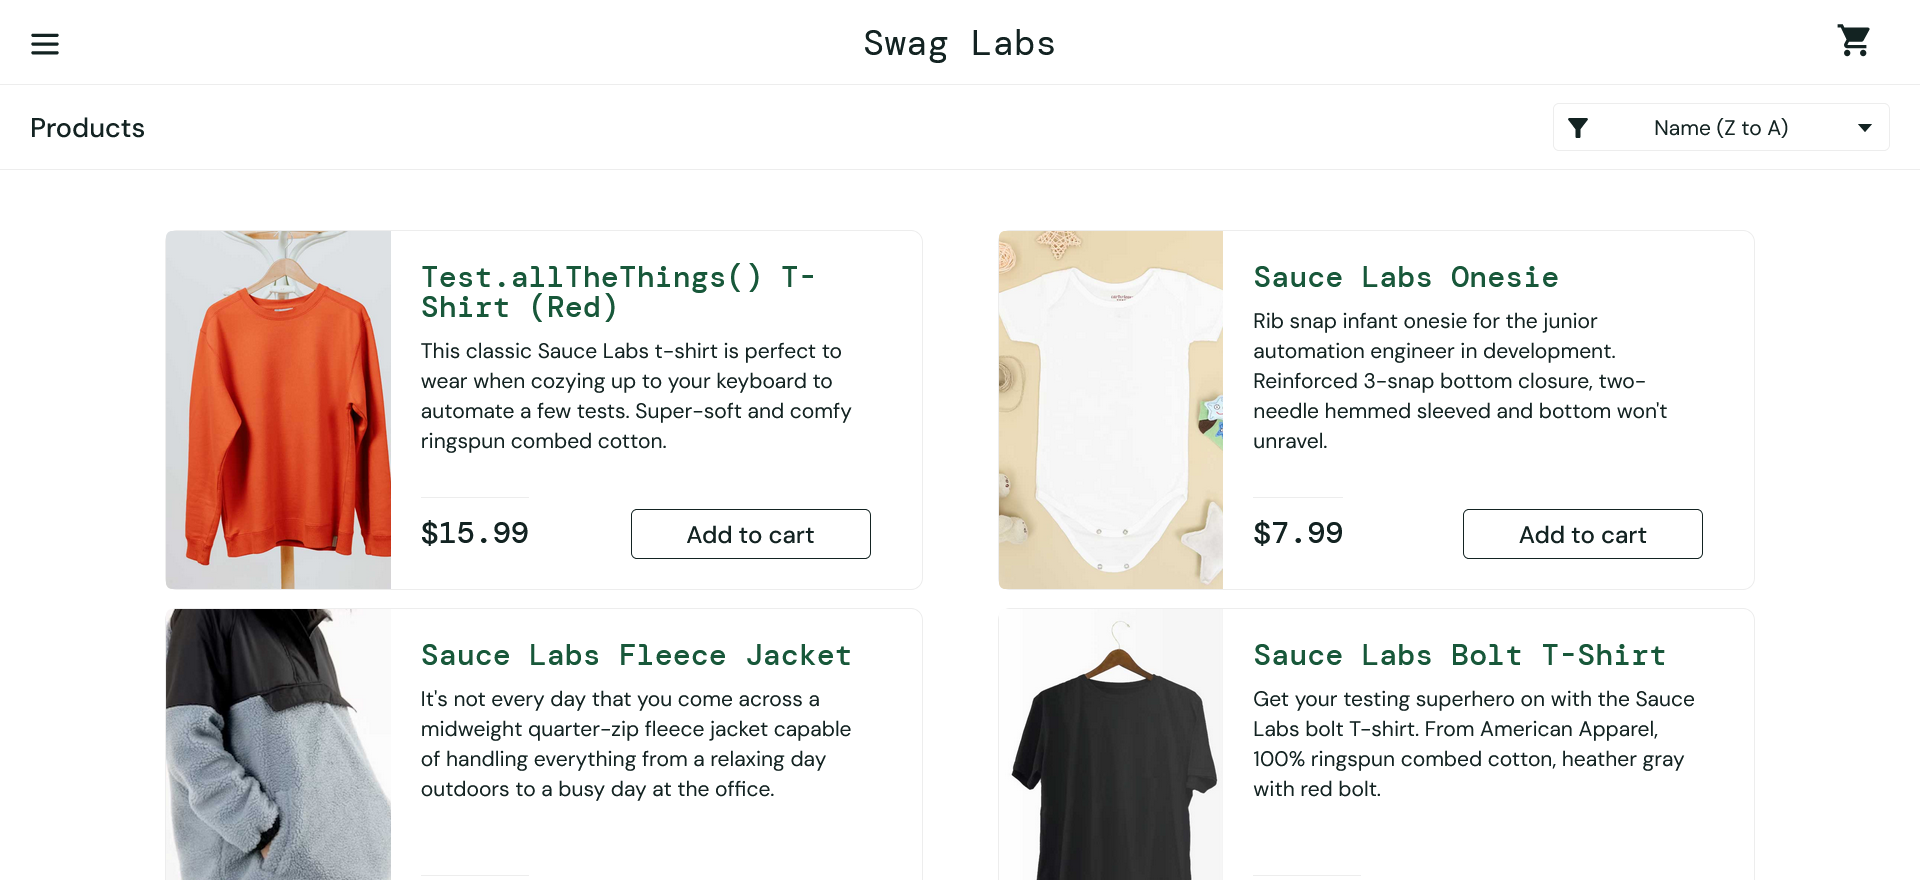 Swag Labs
Products
Name (Z to A)
Test.allTheThings() T-
Shirt (Red)
This classic Sauce Labs t-shirt is perfect to
wear when cozying up to your keyboard to
automate a few tests. Super-soft and comfy
ringspun combed cotton.
$15.99
Add to cart
Sauce Labs Onesie
Rib snap infant onesie for the junior
automation engineer in development.
Reinforced 3-snap bottom closure, two-
needle hemmed sleeved and bottom won't
unravel.
$7.99
Add to cart
Sauce Labs Fleece Jacket
It's not every day that you come across a
midweight quarter-zip fleece jacket capable
of handling everything from a relaxing day
outdoors to a busy day at the office.
Sauce Labs Bolt T-Shirt
Get your testing superhero on with the Sauce
Labs bolt T-shirt. From American Apparel,
100% ringspun combed cotton, heather gray
with red bolt.